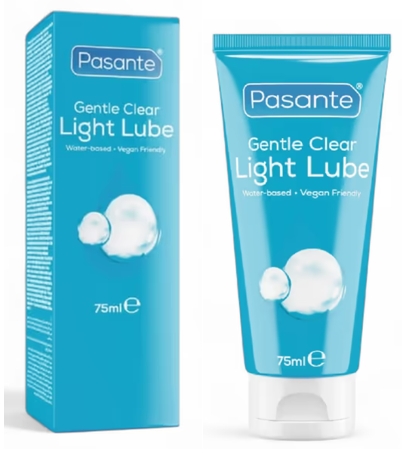 Pasante®
Gentle Clear
Light Lube
Water-based • Vegan Friendly
75ml ℮
Pasante®
Gentle Clear
Light Lube
Water-based • Vegan Friendly
75ml ℮